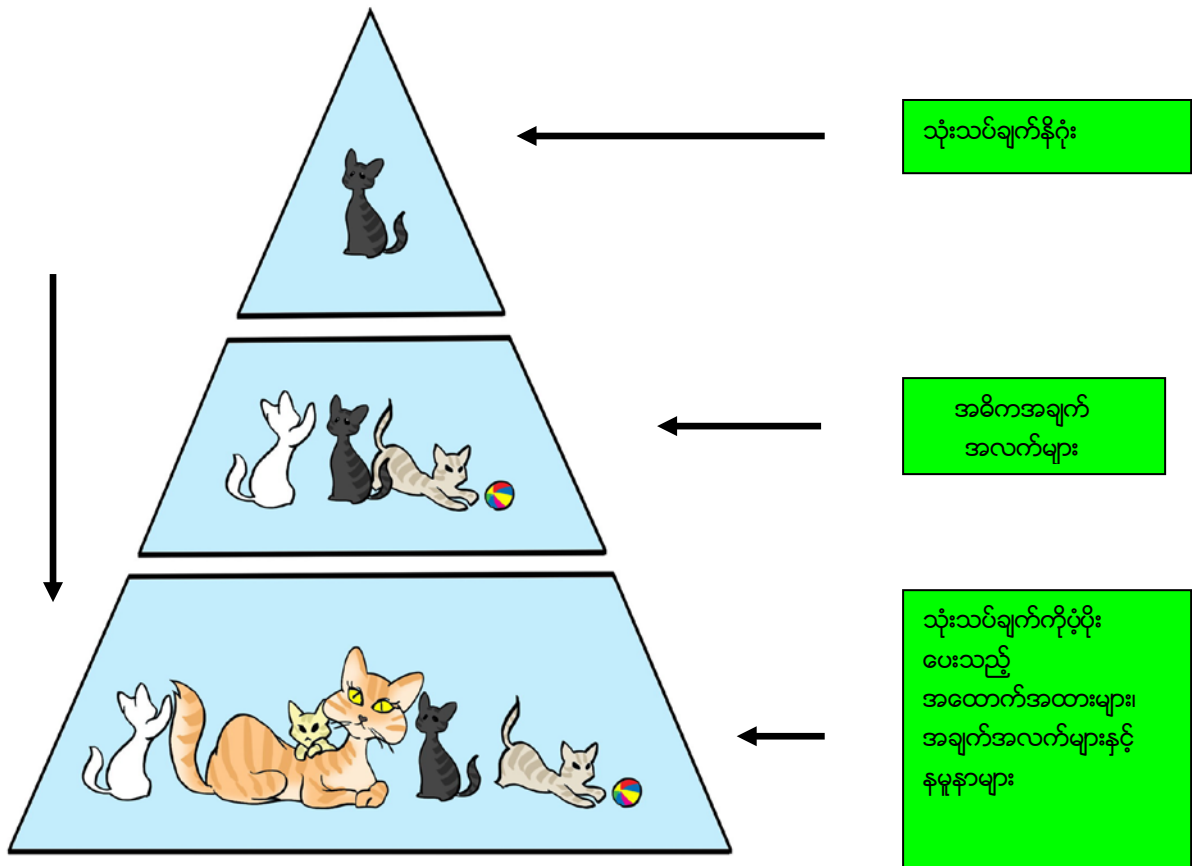 သုံးသပ်ချက်နိဂုံး
အဓိကအချက်
အလက်များ
သုံးသပ်ချက်ကိုပံ့ပိုး
ပေးသည့်
အထောက်အထားများ၊
အချက်အလက်များနှင့်
နမူနာများ